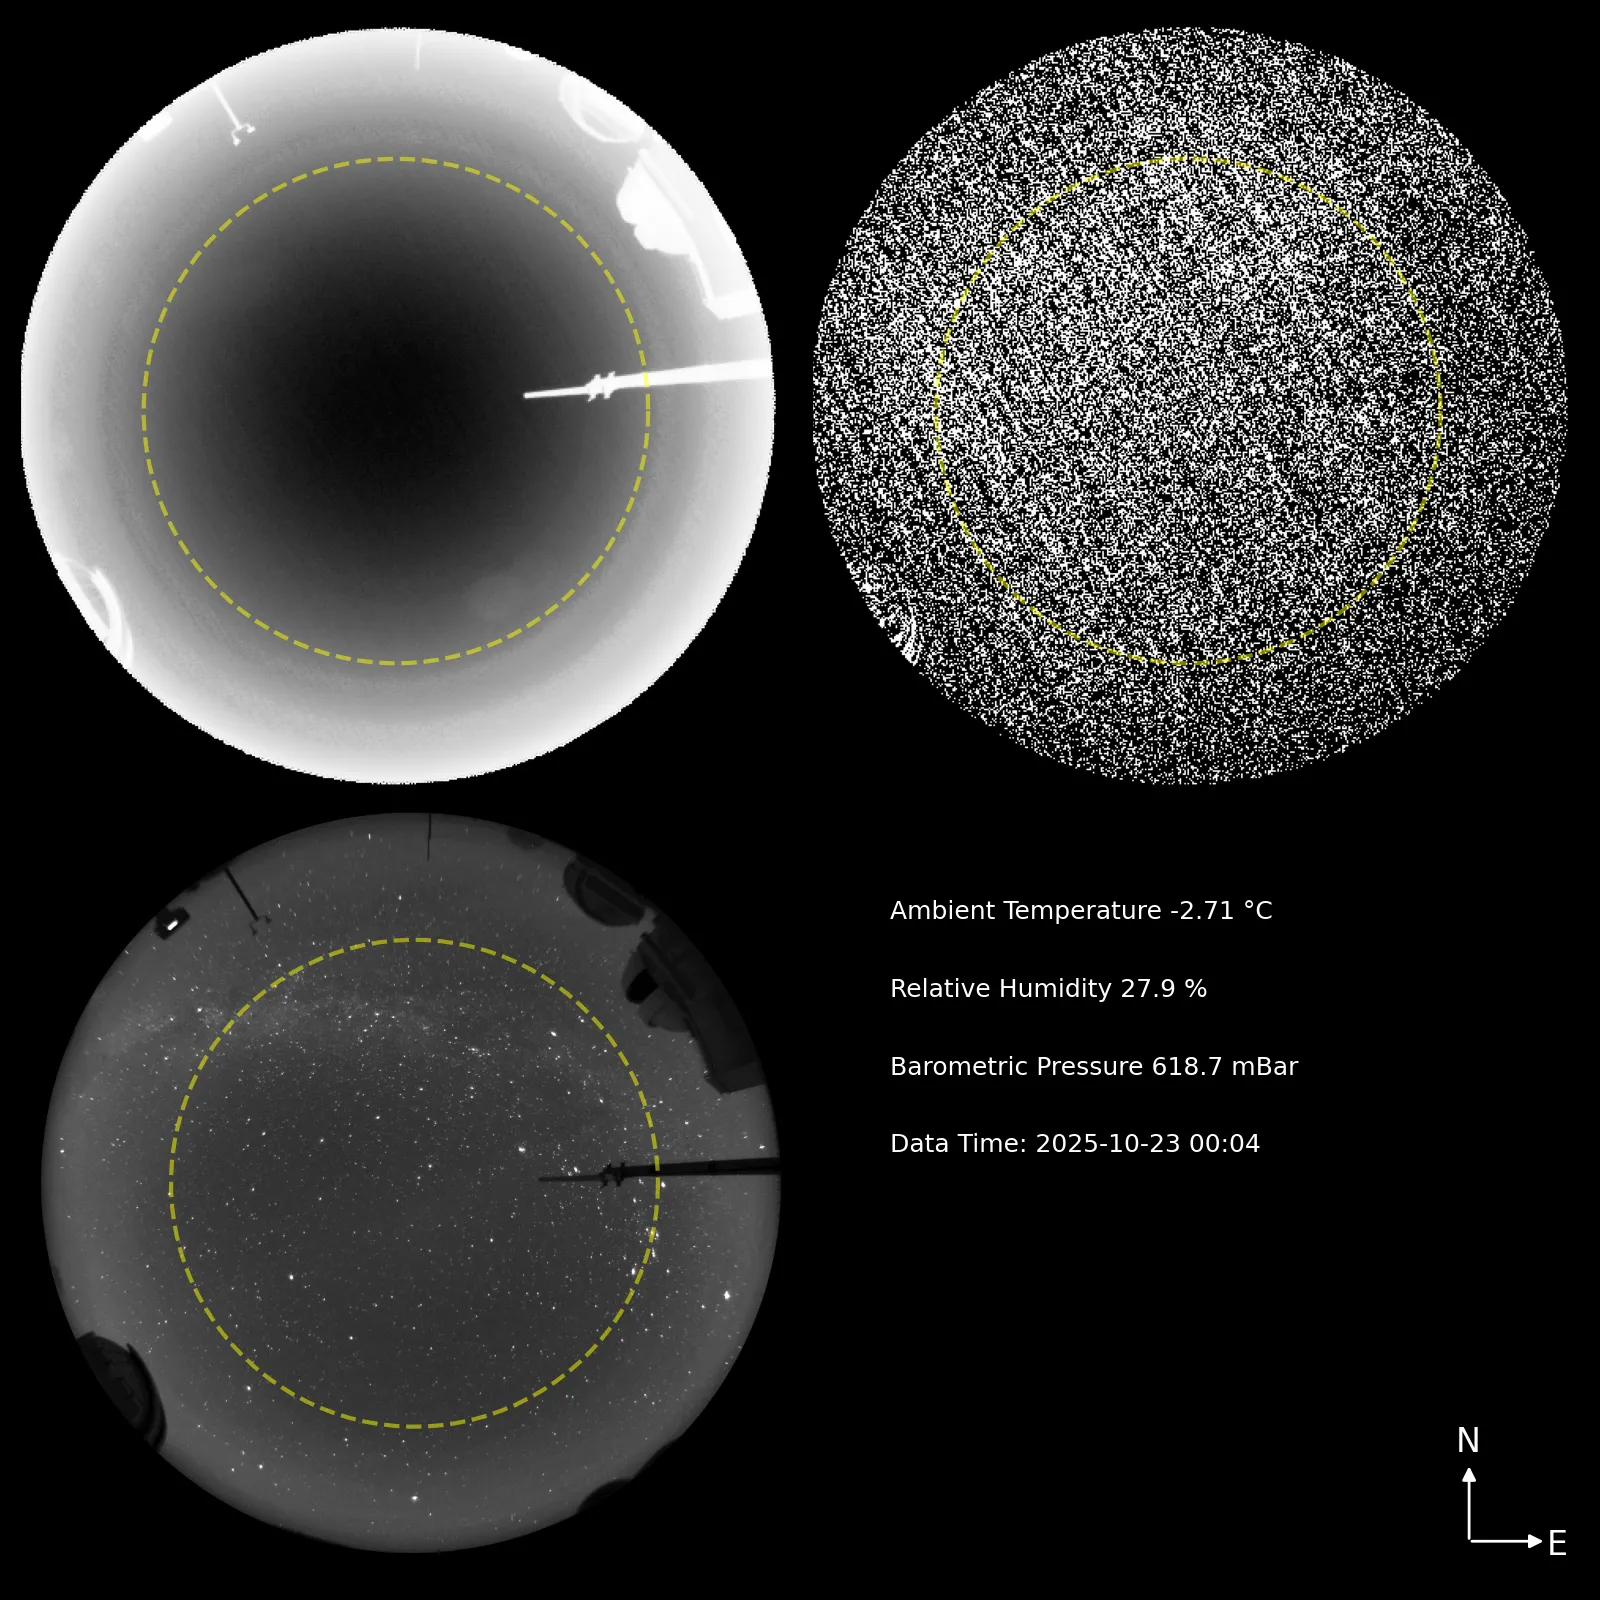 Ambient Temperature -2.71 °C
Relative Humidity 27.9 %
Barometric Pressure 618.7 mBar
Data Time: 2025-10-23 00:04
N
E